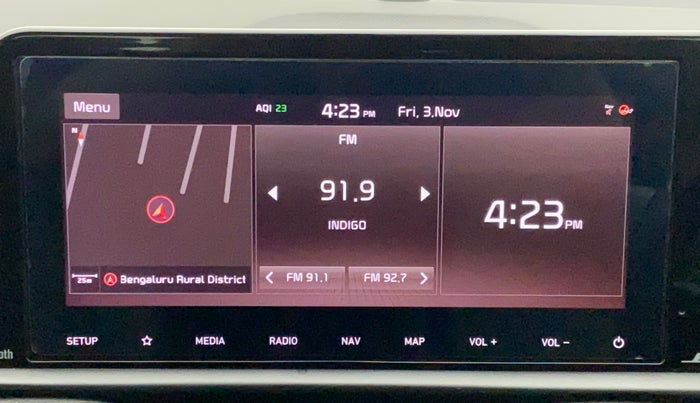 Menu
AQI 23
4:23 PM
Fri, 3.Nov
N
25m
Bengaluru Rural District
FM
91.9
INDIGO
FM 91.1
FM 92.7
4:23 PM
SETUP
MEDIA
RADIO
NAV
MAP
VOL +
VOL −